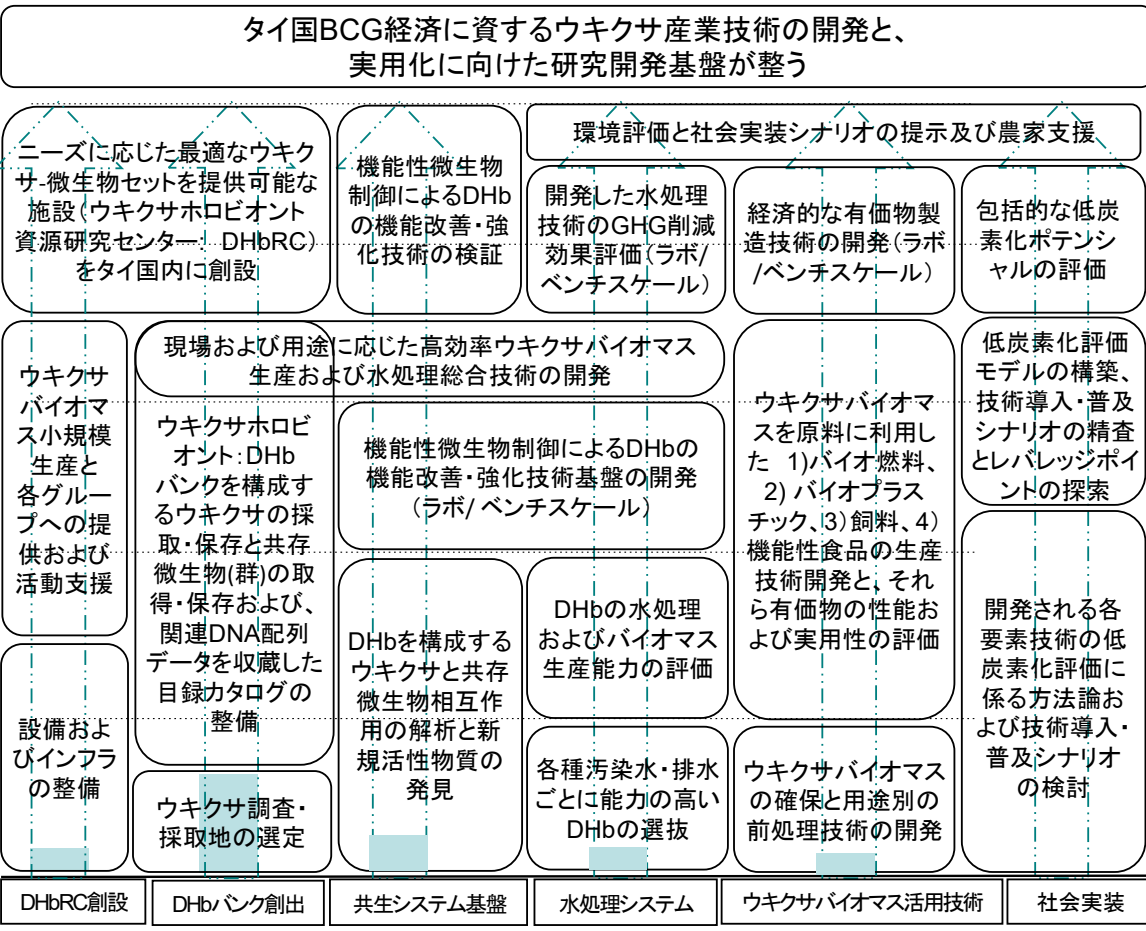 タイ国BCG経済に資するウキクサ産業技術の開発と、
実用化に向けた研究開発基盤が整う
ニーズに応じた最適なウキク
サ-微生物セットを提供可能な
施設(ウキクサホロビオント
資源研究センター: DHbRC)
をタイ国内に創設
機能性微生物
制御によるDHb
の機能改善・強
化技術の検証
環境評価と社会実装シナリオの提示及び農家支援
開発した水処理
技術のGHG削減
効果評価(ラボ/
ベンチスケール)
経済的な有価物製
造技術の開発(ラボ
/ベンチスケール)
包括的な低炭
素化ポテンシ
ャルの評価
ウキクサ
バイオマ
ス小規模
生産と
各グルー
プへの提
供および
活動支援
現場および用途に応じた高効率ウキクサバイオマス
生産および水処理総合技術の開発
ウキクサホロビ
オント:DHb
バンクを構成す
るウキクサの採
取・保存と共存
微生物(群)の取
得・保存および、
関連DNA配列
データを収蔵した
目録カタログの
整備
機能性微生物制御によるDHbの
機能改善・強化技術基盤の開発
(ラボ/ ベンチスケール)
ウキクサバイオマ
スを原料に利用し
た 1)バイオ燃料、
2) バイオプラス
チック、3)飼料、4)
機能性食品の生産
技術開発と、それ
ら有価物の性能お
よび実用性の評価
低炭素化評価
モデルの構築、
技術導入・普及
シナリオの精査
とレバレッジポイ
ントの探索
設備およ
びインフラ
の整備
ウキクサ調査・
採取地の選定
DHbを構成する
ウキクサと共存
微生物相互作
用の解析と新
規活性物質の
発見
DHbの水処理
およびバイオマス
生産能力の評価
各種汚染水・排水
ごとに能力の高い
DHbの選抜
ウキクサバイオマス
の確保と用途別の
前処理技術の開発
開発される各
要素技術の低
炭素化評価に
係る方法論お
よび技術導入・
普及シナリオ
の検討
DHbRC創設
DHbバンク創出
共生システム基盤
水処理システム
ウキクサバイオマス活用技術
社会実装